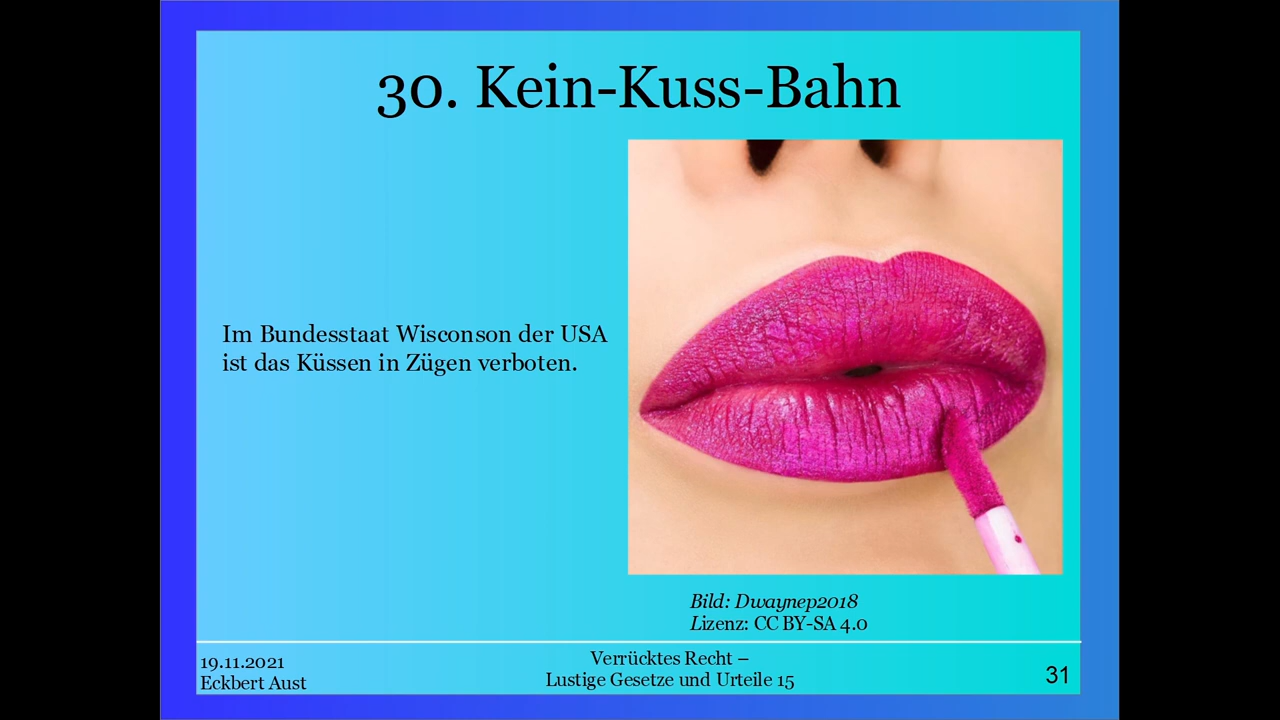 30. Kein-Kuss-Bahn
Im Bundesstaat Wisconson der USA
ist das Küssen in Zügen verboten.
Bild: Dwaynep2018
Lizenz: CC BY-SA 4.0
19.11.2021
Eckbert Aust
Verrücktes Recht –
Lustige Gesetze und Urteile 15
31